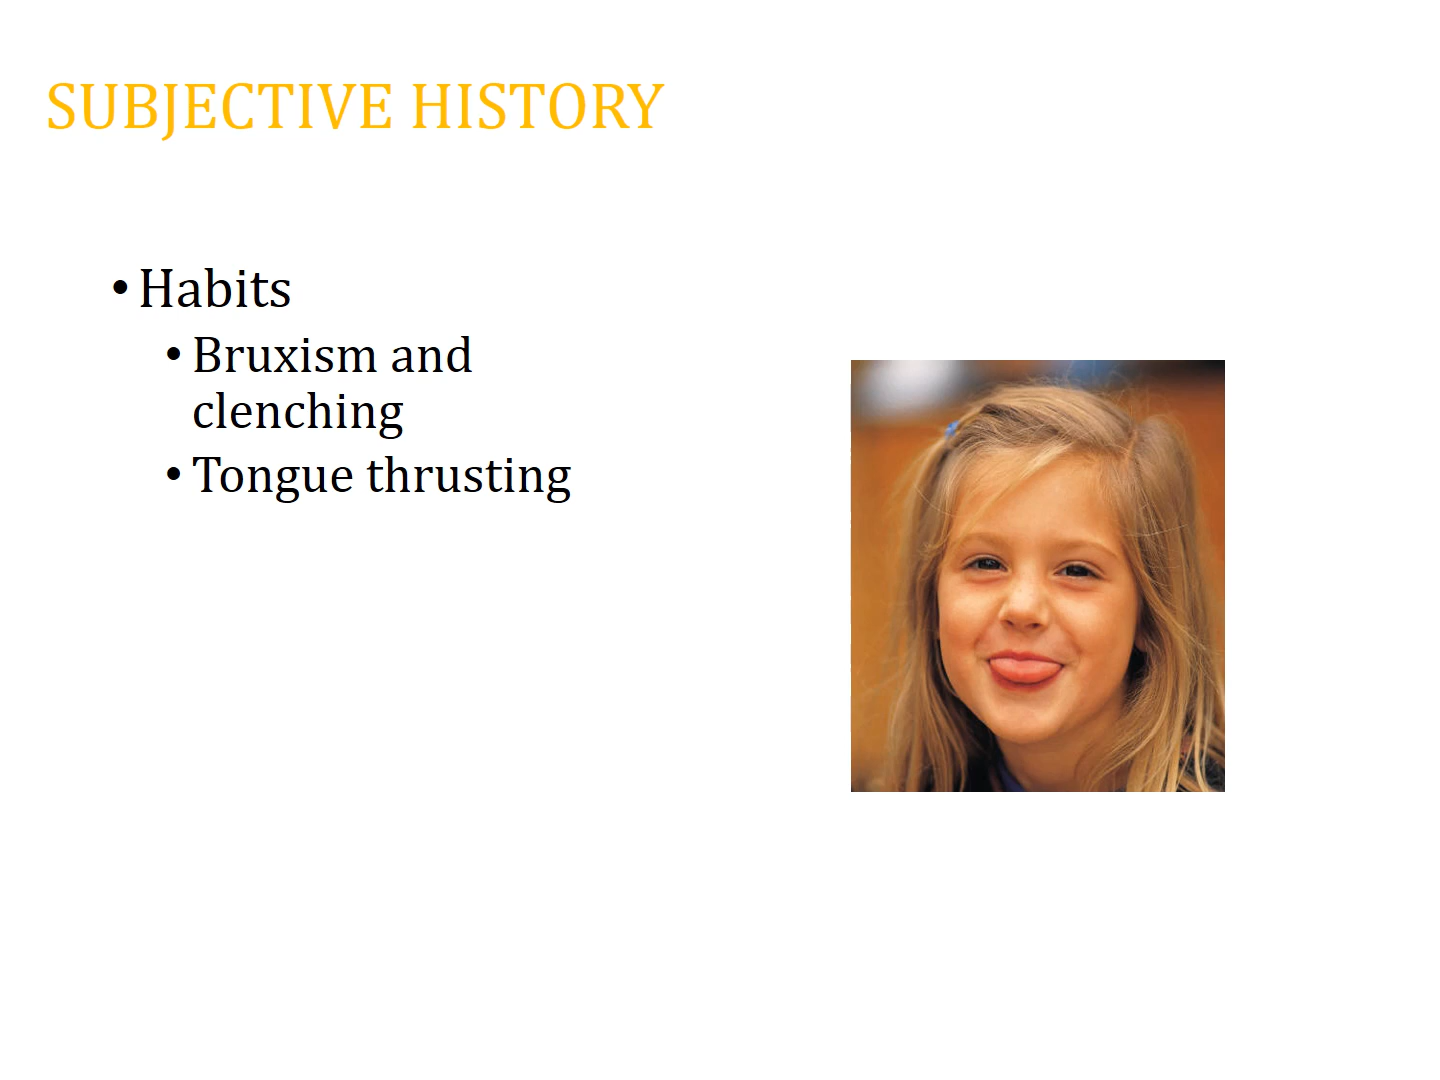 SUBJECTIVE HISTORY
• Habits
• Bruxism and
clenching
• Tongue thrusting